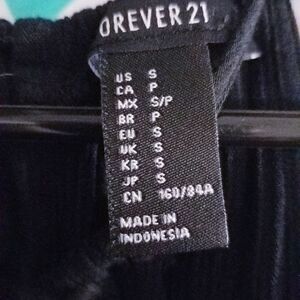 OREVER 21
US S
CA P
MX S/P
BR P
EU S
UK S
KR S
JP S
CN 160/84A
MADE IN
INDONESIA